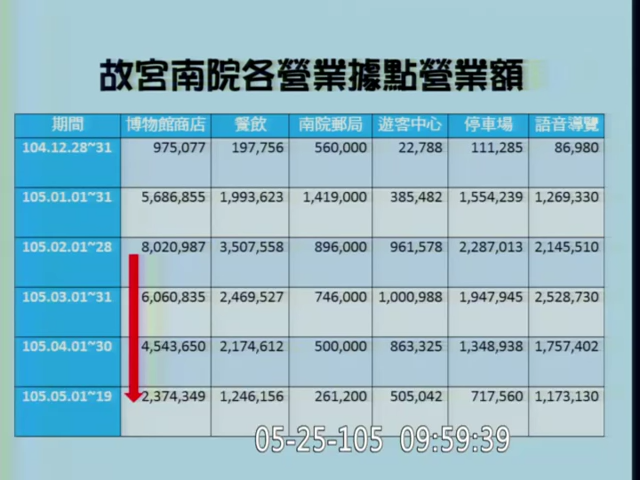 故宮南院各營業據點營業額
期間 博物館商店 餐飲 南院郵局 遊客中心 停車場 語音導覽
104.12.28~31 975,077 197,756 560,000 22,788 111,285 86,980
105.01.01~31 5,686,855 1,993,623 1,419,000 385,482 1,554,239 1,269,330
105.02.01~28 8,020,987 3,507,558 896,000 961,578 2,287,013 2,145,510
105.03.01~31 6,060,835 2,469,527 746,000 1,000,988 1,947,945 2,528,730
105.04.01~30 4,543,650 2,174,612 500,000 863,325 1,348,938 1,757,402
105.05.01~19 2,374,349 1,246,156 261,200 505,042 717,560 1,173,130
05-25-105 09:59:39